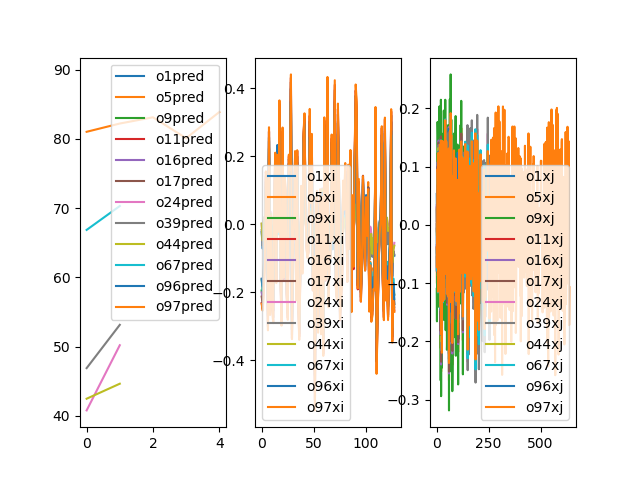 90
80
70
60
50
40
0
2
4
o1pred
o5pred
o9pred
o11pred
o16pred
o17pred
o24pred
o39pred
o44pred
o67pred
o96pred
o97pred
0.4
0.2
0.0
−0.2
−0.4
0
50
100
o1xi
o5xi
o9xi
o11xi
o16xi
o17xi
o24xi
o39xi
o44xi
o67xi
o96xi
o97xi
0.2
0.1
0.0
−0.1
−0.2
−0.3
0
250
500
o1xj
o5xj
o9xj
o11xj
o16xj
o17xj
o24xj
o39xj
o44xj
o67xj
o96xj
o97xj